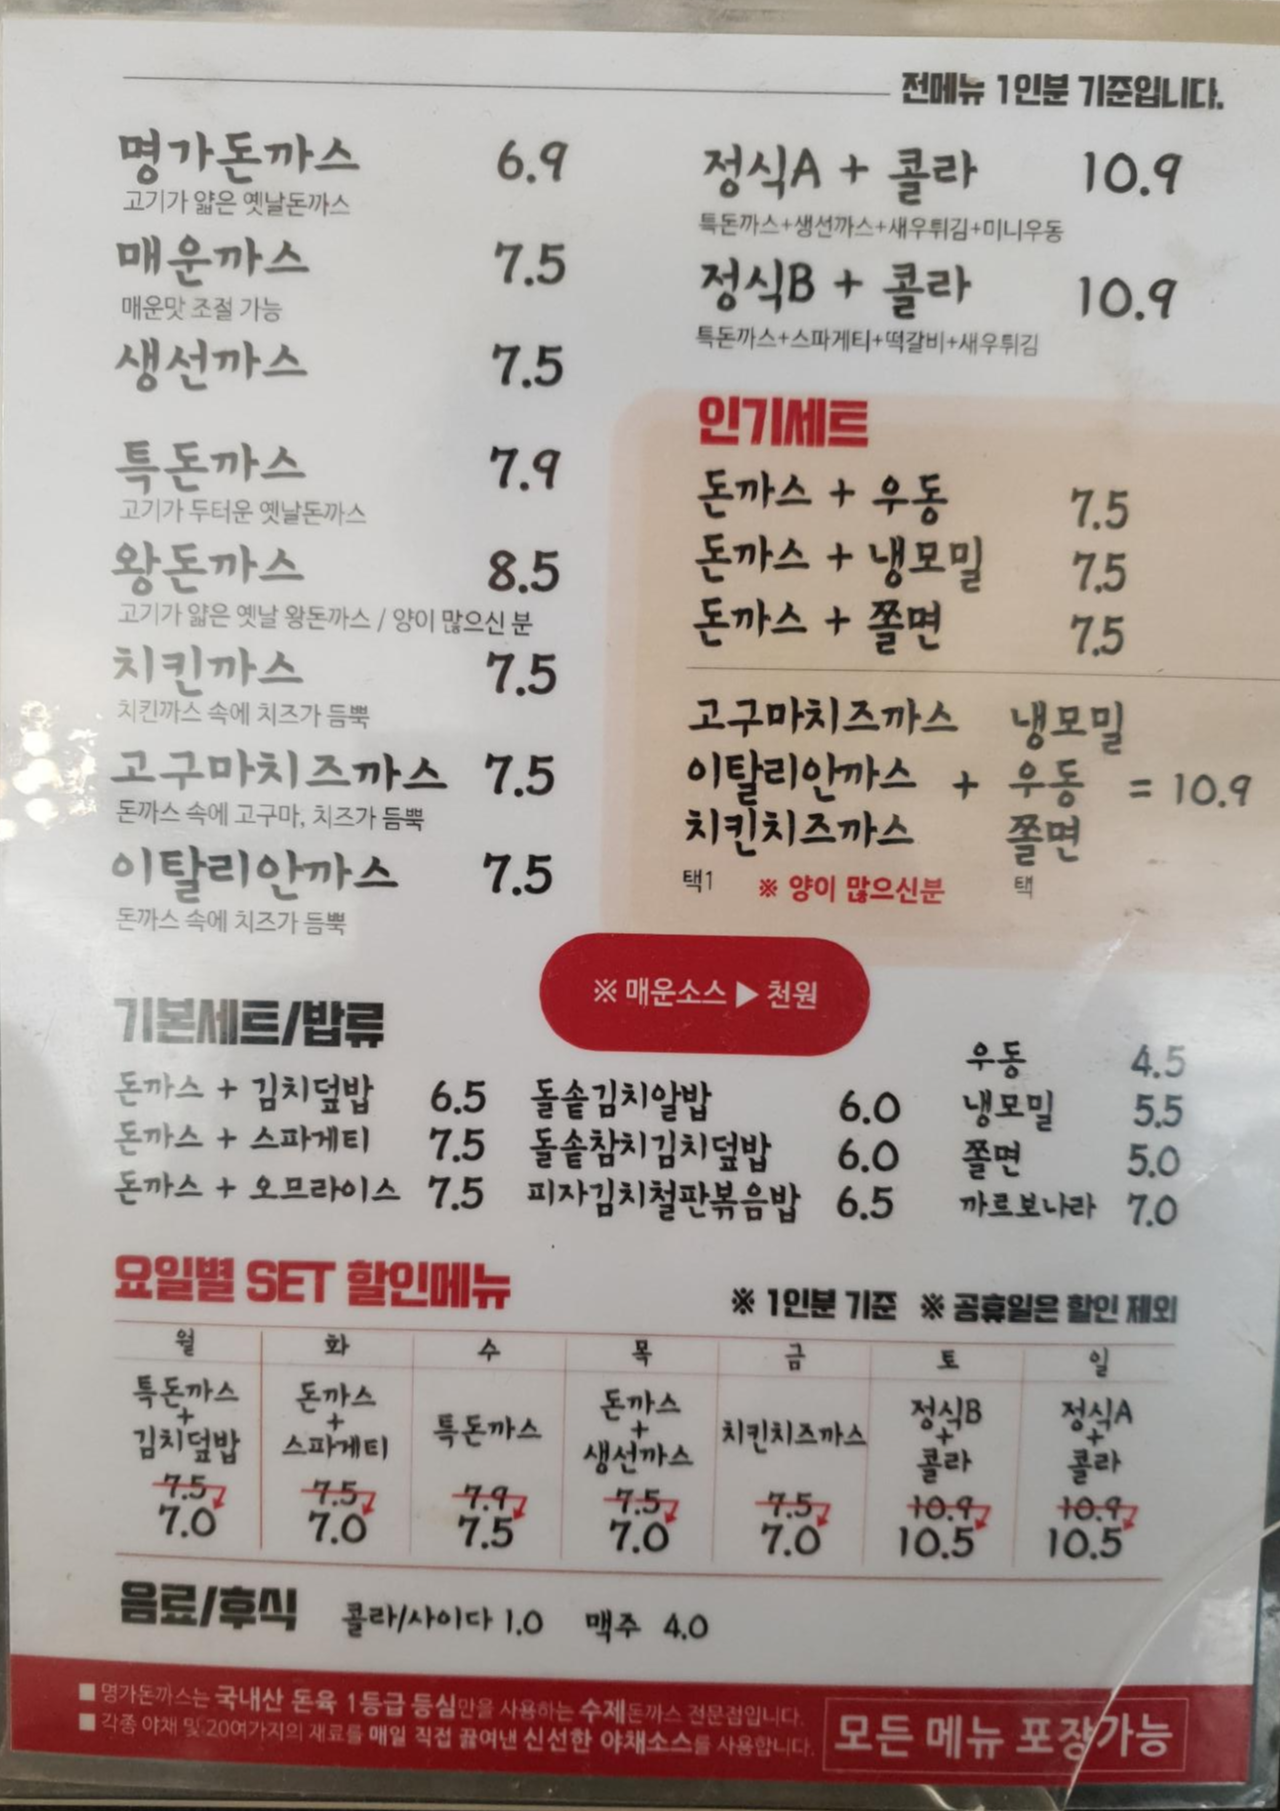 전메뉴 1인분 기준입니다.
명가돈까스 6.9
고기가 얇은 옛날돈까스
매운까스 7.5
매운맛 조절 가능
생선까스 7.5
특돈까스 7.9
고기가 두터운 옛날돈까스
왕돈까스 8.5
고기가 얇은 옛날 왕돈까스 / 양이 많으신 분
치킨까스 7.5
치킨까스 속에 치즈가 듬뿍
고구마치즈까스 7.5
돈까스 속에 고구마, 치즈가 듬뿍
이탈리안까스 7.5
돈까스 속에 치즈가 듬뿍
정식A + 콜라 10.9
특돈까스+생선까스+새우튀김+미니우동
정식B + 콜라 10.9
특돈까스+스파게티+떡갈비+새우튀김
인기세트
돈까스 + 우동 7.5
돈까스 + 냉모밀 7.5
돈까스 + 쫄면 7.5
고구마치즈까스 냉모밀
이탈리안까스 + 우동 = 10.9
치킨치즈까스 쫄면
택1 ※ 양이 많으신분 택
※ 매운소스 ▶ 천원
기본세트/밥류
돈까스 + 김치덮밥 6.5
돈까스 + 스파게티 7.5
돈까스 + 오므라이스 7.5
돌솥김치알밥 6.0
돌솥참치김치덮밥 6.0
피자김치철판볶음밥 6.5
우동 4.5
냉모밀 5.5
쫄면 5.0
까르보나라 7.0
요일별 SET 할인메뉴
※ 1인분 기준 ※ 공휴일은 할인 제외
월 화 수 목 금 토 일
특돈까스 + 김치덮밥 7.5 7.0
돈까스 + 스파게티 7.5 7.0
특돈까스 7.9 7.5
돈까스 + 생선까스 7.5 7.0
치킨치즈까스 7.5 7.0
정식B + 콜라 10.9 10.5
정식A + 콜라 10.9 10.5
음료/후식 콜라/사이다 1.0 맥주 4.0
■ 명가돈까스는 국내산 돈육 1등급 등심만을 사용하는 수제돈까스 전문점입니다.
■ 각종 야채 및 20여가지의 재료를 매일 직접 끓여낸 신선한 야채소스를 사용합니다.
모든 메뉴 포장가능